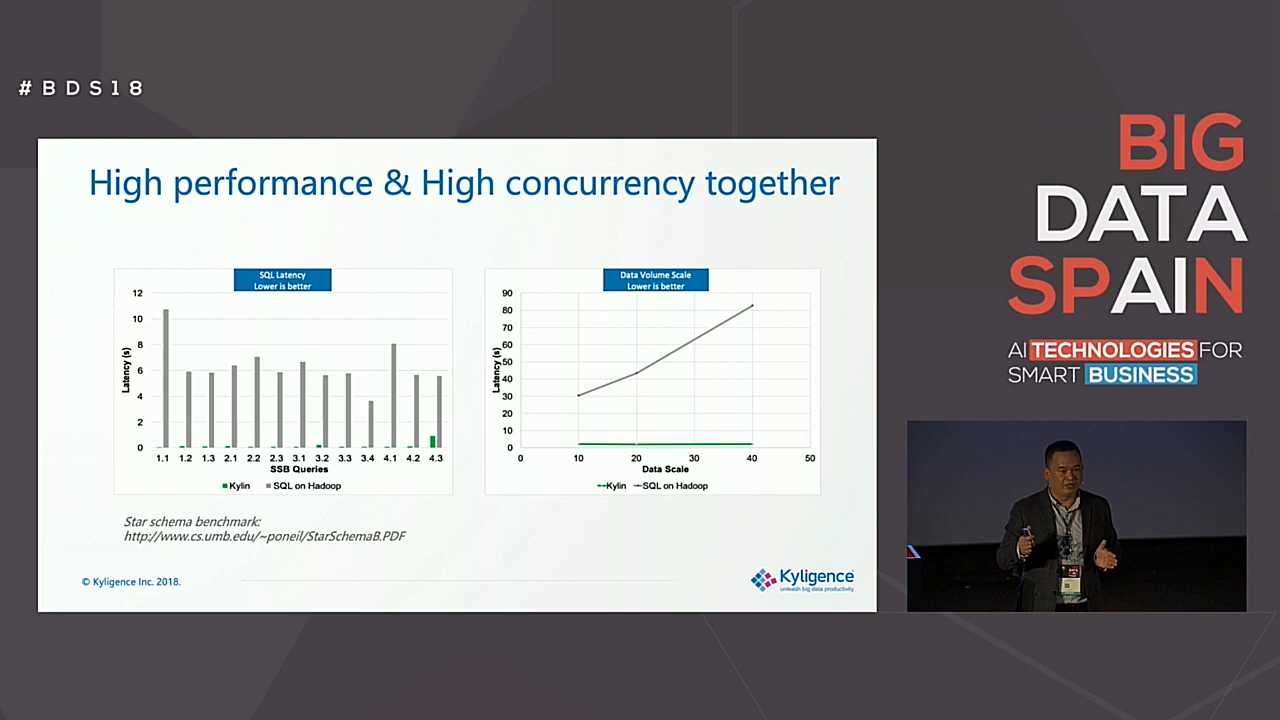 #BDS18
High performance & High concurrency together
SQL Latency
Lower is better
12
10
8
6
4
2
0
Latency (s)
1.1 1.2 1.3 2.1 2.2 2.3 3.1 3.2 3.3 3.4 4.1 4.2 4.3
SSB Queries
Kylin SQL on Hadoop
Data Volume Scale
Lower is better
90
80
70
60
50
40
30
20
10
0
Latency (s)
0 10 20 30 40 50
Data Scale
Kylin SQL on Hadoop
Star schema benchmark:
http://www.cs.umb.edu/~poneil/StarSchemaB.PDF
© Kyligence Inc. 2018.
Kyligence
unleash big data productivity
BIG
DATA
SPAIN
AI TECHNOLOGIES FOR
SMART BUSINESS